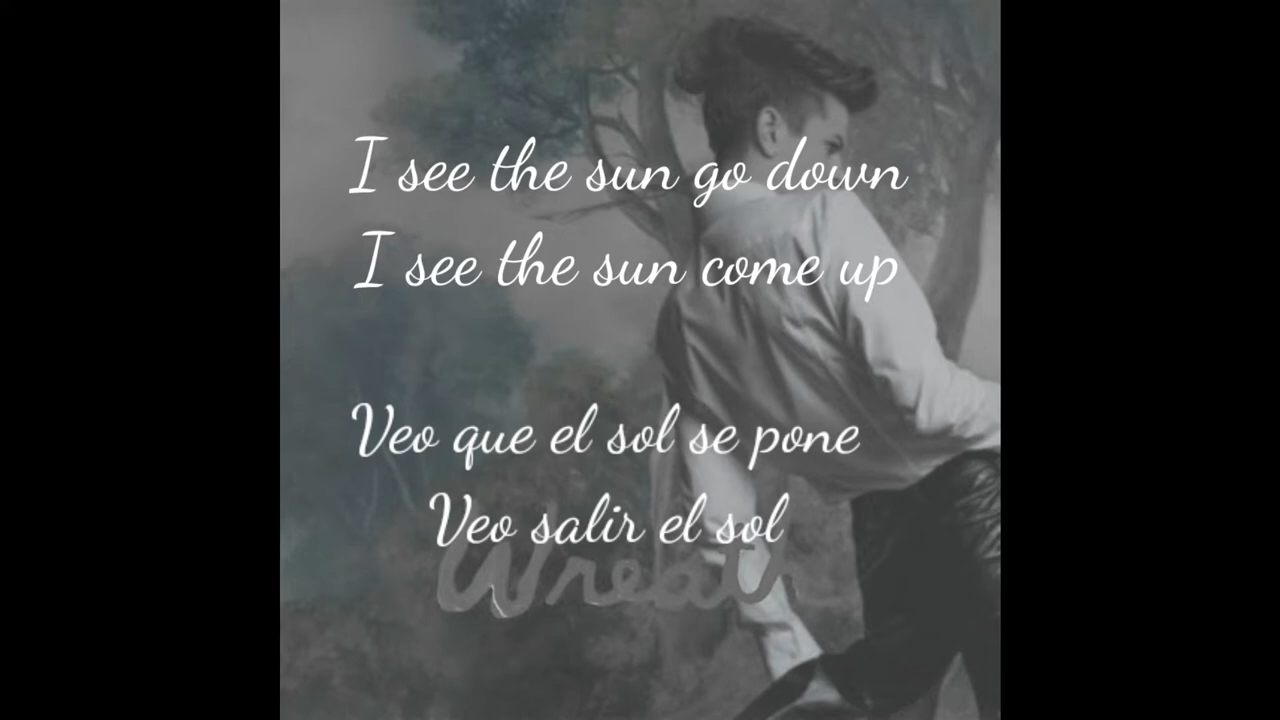 I see the sun go down
I see the sun come up
Veo que el sol se pone
Veo salir el sol
Wreath